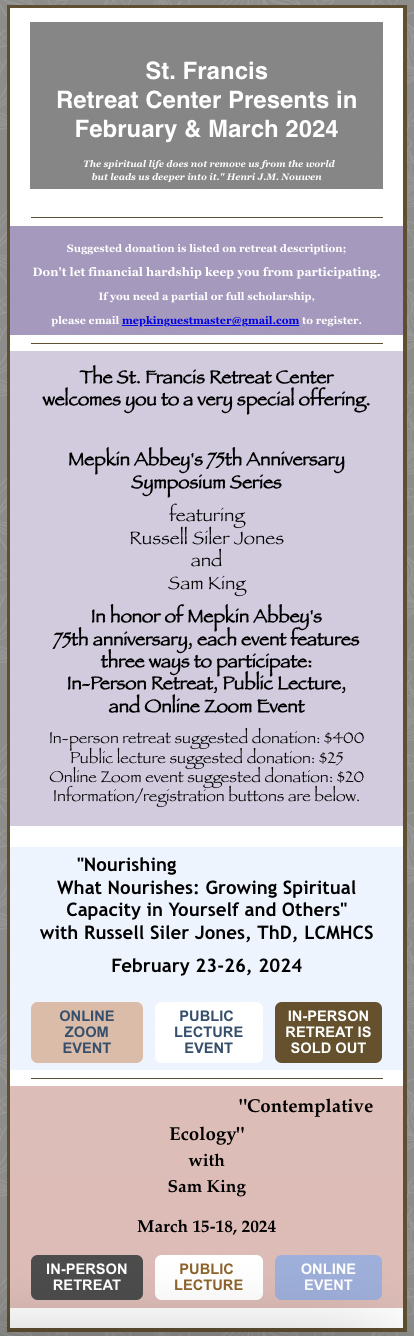 St. Francis
Retreat Center Presents in
February & March 2024
The spiritual life does not remove us from the world
but leads us deeper into it." Henri J.M. Nouwen
Suggested donation is listed on retreat description;
Don't let financial hardship keep you from participating.
If you need a partial or full scholarship,
please email mepkinguestmaster@gmail.com to register.
The St. Francis Retreat Center
welcomes you to a very special offering.
Mepkin Abbey's 75th Anniversary
Symposium Series
featuring
Russell Siler Jones
and
Sam King
In honor of Mepkin Abbey's
75th anniversary, each event features
three ways to participate:
In-Person Retreat, Public Lecture,
and Online Zoom Event
In-person retreat suggested donation: $400
Public lecture suggested donation: $25
Online Zoom event suggested donation: $20
Information/registration buttons are below.
"Nourishing
What Nourishes: Growing Spiritual
Capacity in Yourself and Others"
with Russell Siler Jones, ThD, LCMHCS
February 23-26, 2024
ONLINE
ZOOM
EVENT
PUBLIC
LECTURE
EVENT
IN-PERSON
RETREAT IS
SOLD OUT
"Contemplative
Ecology"
with
Sam King
March 15-18, 2024
IN-PERSON
RETREAT
PUBLIC
LECTURE
ONLINE
EVENT